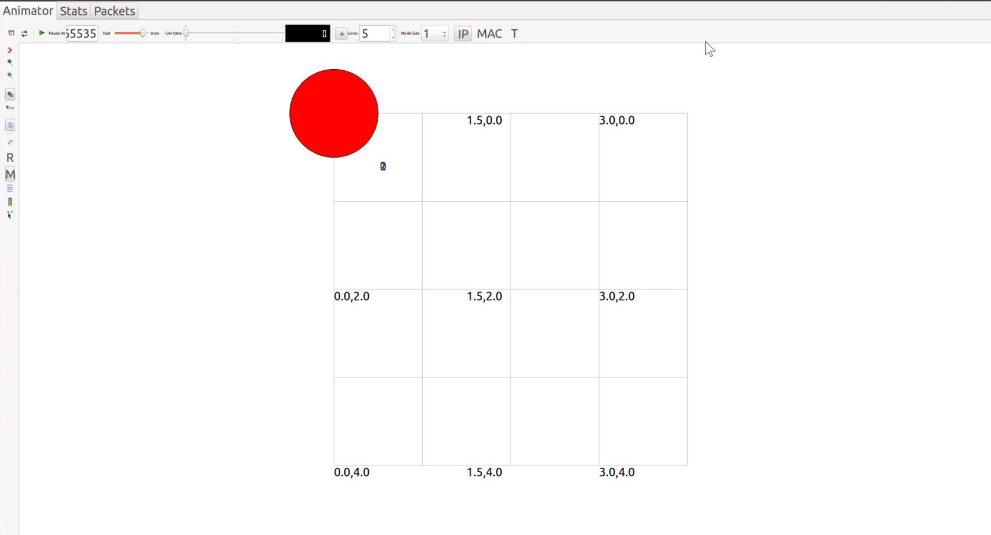 Animator Stats Packets
Pause At 65535 fast slow Sim time 0 Lines 5 Node Size 1 IP MAC T
R
M
1.5,0.0 3.0,0.0
0.0,2.0 1.5,2.0 3.0,2.0
0.0,4.0 1.5,4.0 3.0,4.0